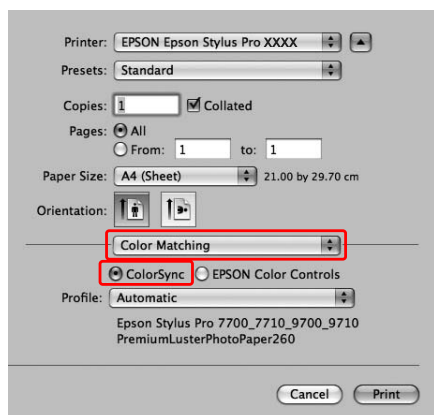 Printer: EPSON Epson Stylus Pro XXXX
Presets: Standard
Copies: 1 Collated
Pages: All
From: 1 to: 1
Paper Size: A4 (Sheet) 21.00 by 29.70 cm
Orientation:
Color Matching
ColorSync EPSON Color Controls
Profile: Automatic
Epson Stylus Pro 7700_7710_9700_9710
PremiumLusterPhotoPaper260
Cancel Print